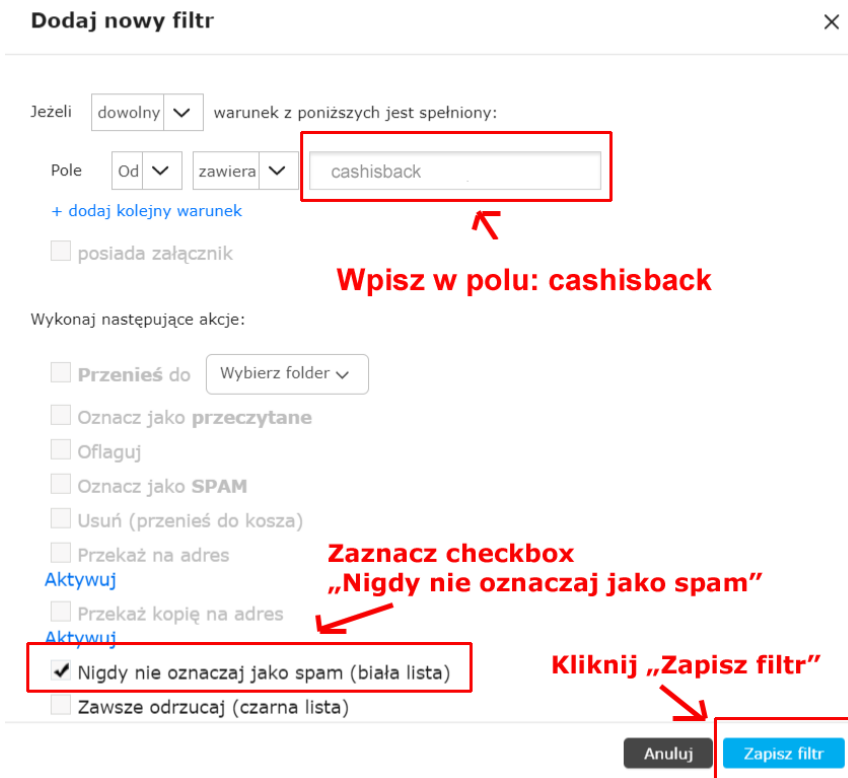 Dodaj nowy filtr
Jeżeli dowolny warunek z poniższych jest spełniony:
Pole Od zawiera cashisback
+ dodaj kolejny warunek
posiada załącznik
Wpisz w polu: cashisback
Wykonaj następujące akcje:
Przenieś do Wybierz folder
Oznacz jako przeczytane
Oflaguj
Oznacz jako SPAM
Usuń (przenieś do kosza)
Przekaż na adres
Aktywuj
Zaznacz checkbox
„Nigdy nie oznaczaj jako spam”
Przekaż kopię na adres
Aktywuj
Nigdy nie oznaczaj jako spam (biała lista)
Kliknij „Zapisz filtr”
Zawsze odrzucaj (czarna lista)
Anuluj Zapisz filtr